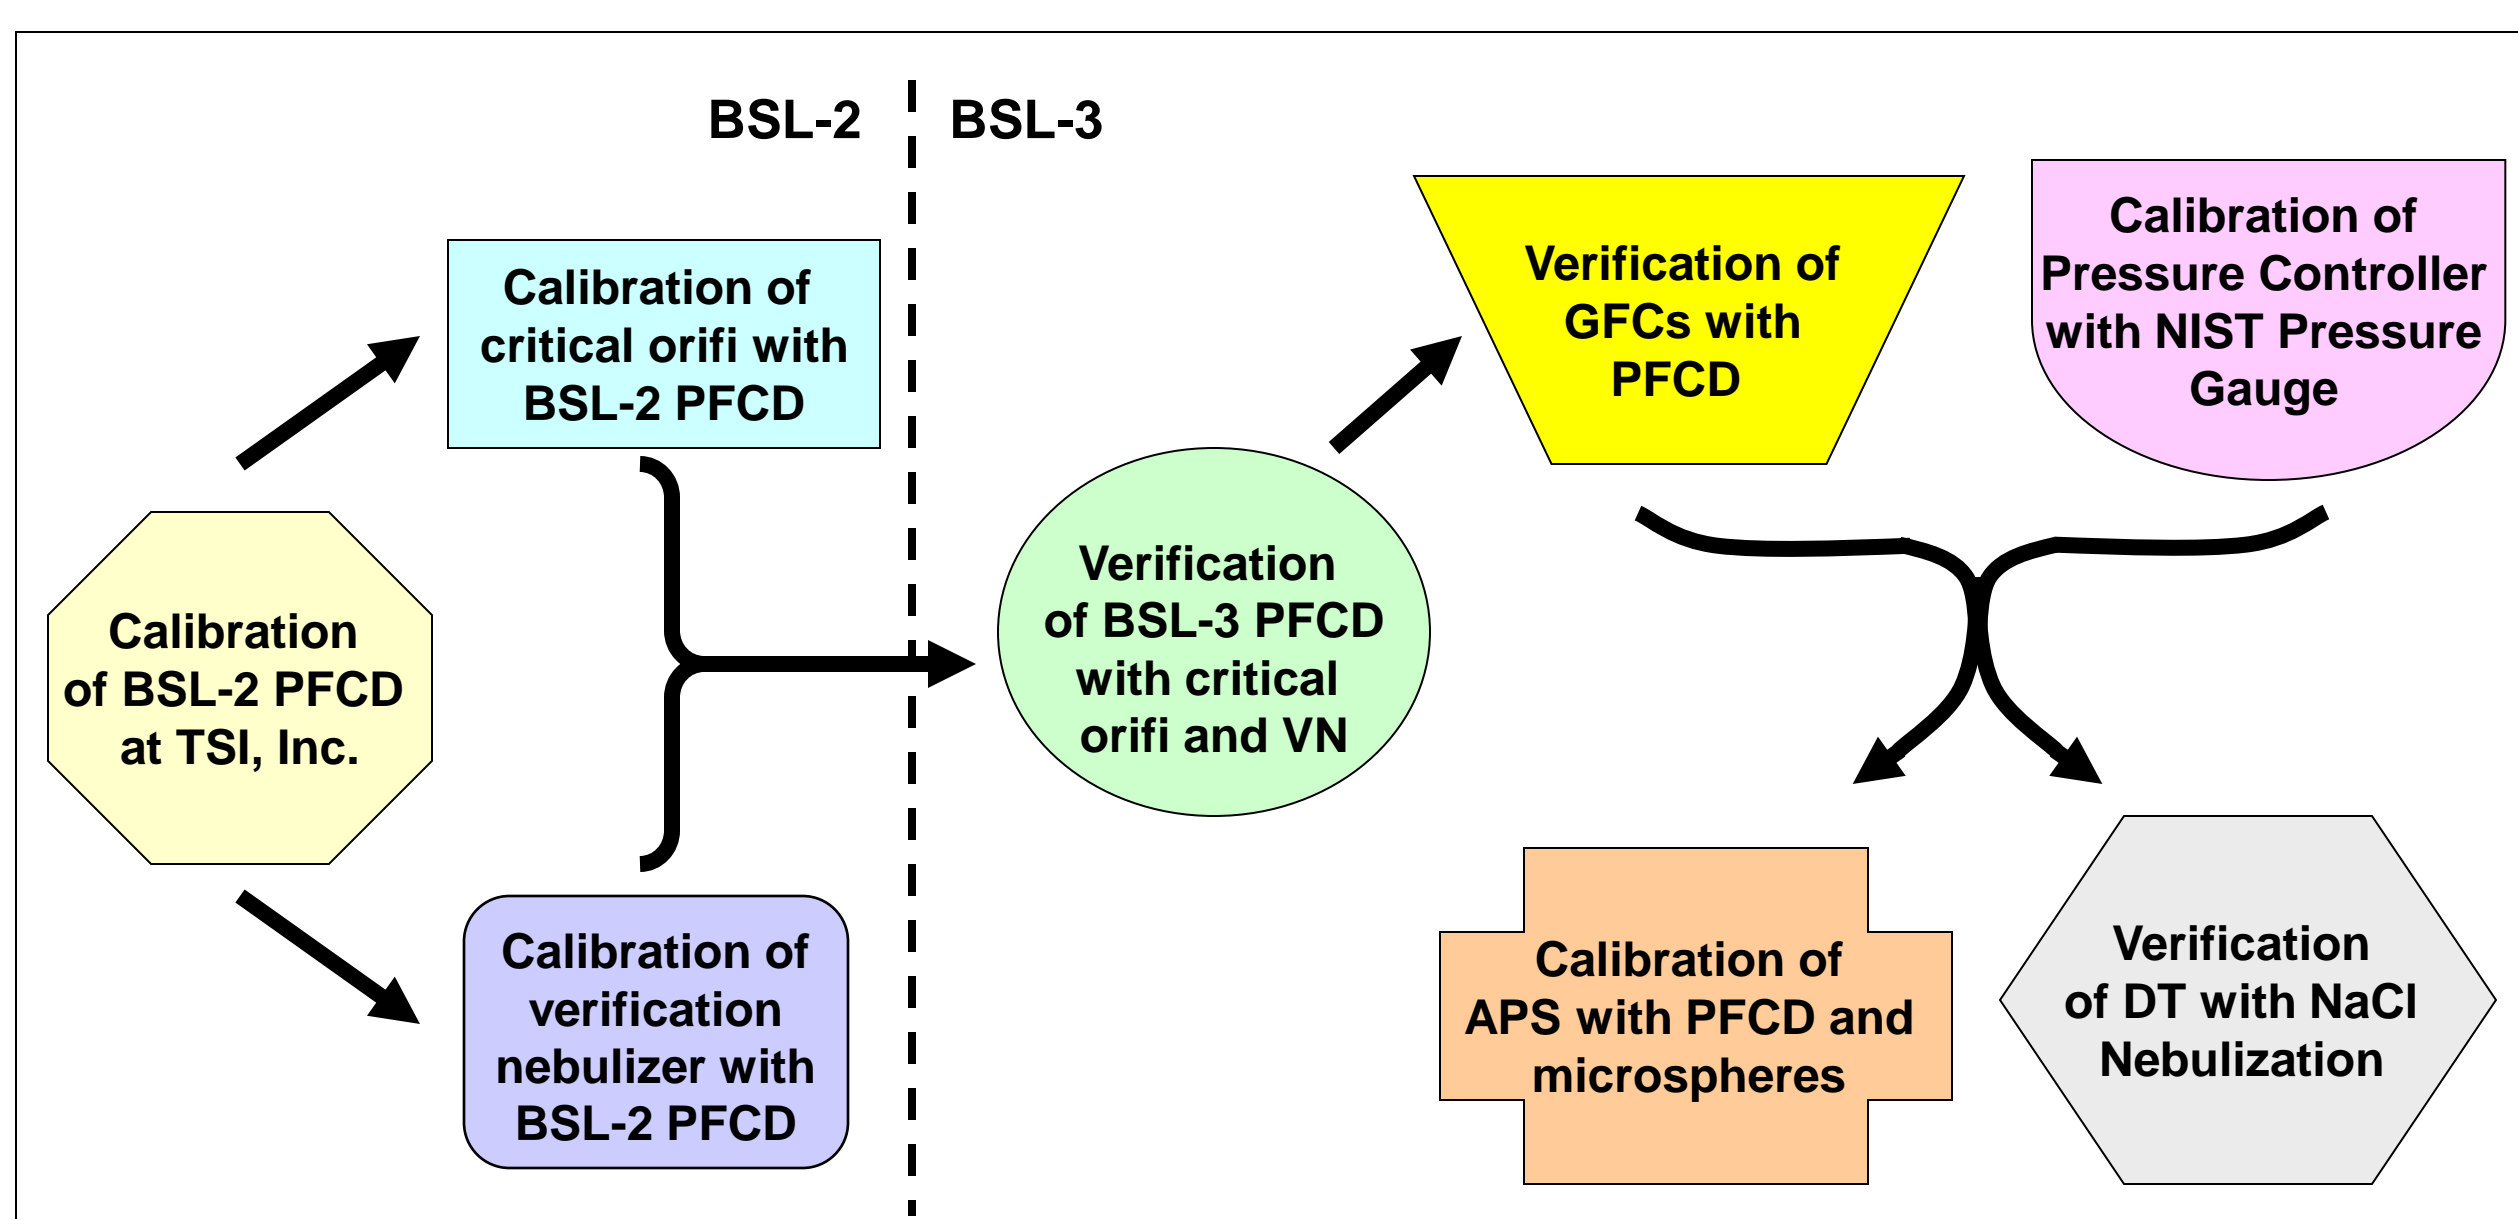 BSL-2
BSL-3
Calibration
of BSL-2 PFCD
at TSI, Inc.
Calibration of
critical orifi with
BSL-2 PFCD
Calibration of
verification
nebulizer with
BSL-2 PFCD
Verification
of BSL-3 PFCD
with critical
orifi and VN
Verification of
GFCs with
PFCD
Calibration of
Pressure Controller
with NIST Pressure
Gauge
Calibration of
APS with PFCD and
microspheres
Verification
of DT with NaCl
Nebulization